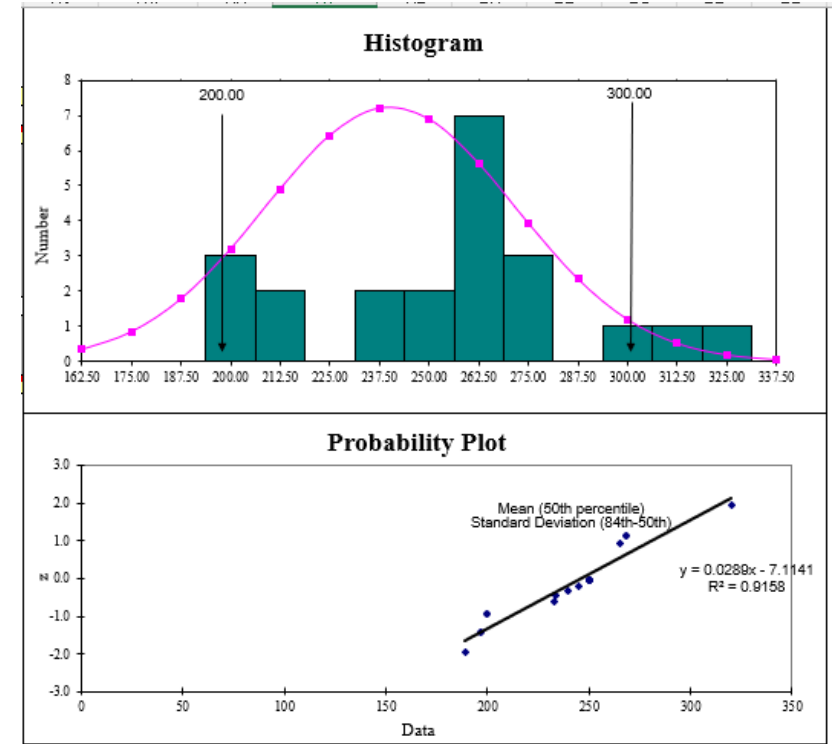 Histogram
8
7
6
5
4
3
2
1
0
Number
200.00
300.00
162.50 175.00 187.50 200.00 212.50 225.00 237.50 250.00 262.50 275.00 287.50 300.00 312.50 325.00 337.50
Probability Plot
3.0
2.0
1.0
0.0
-1.0
-2.0
-3.0
z
Mean (50th percentile)
Standard Deviation (84th-50th)
y = 0.0289x - 7.1141
R² = 0.9158
0 50 100 150 200 250 300 350
Data